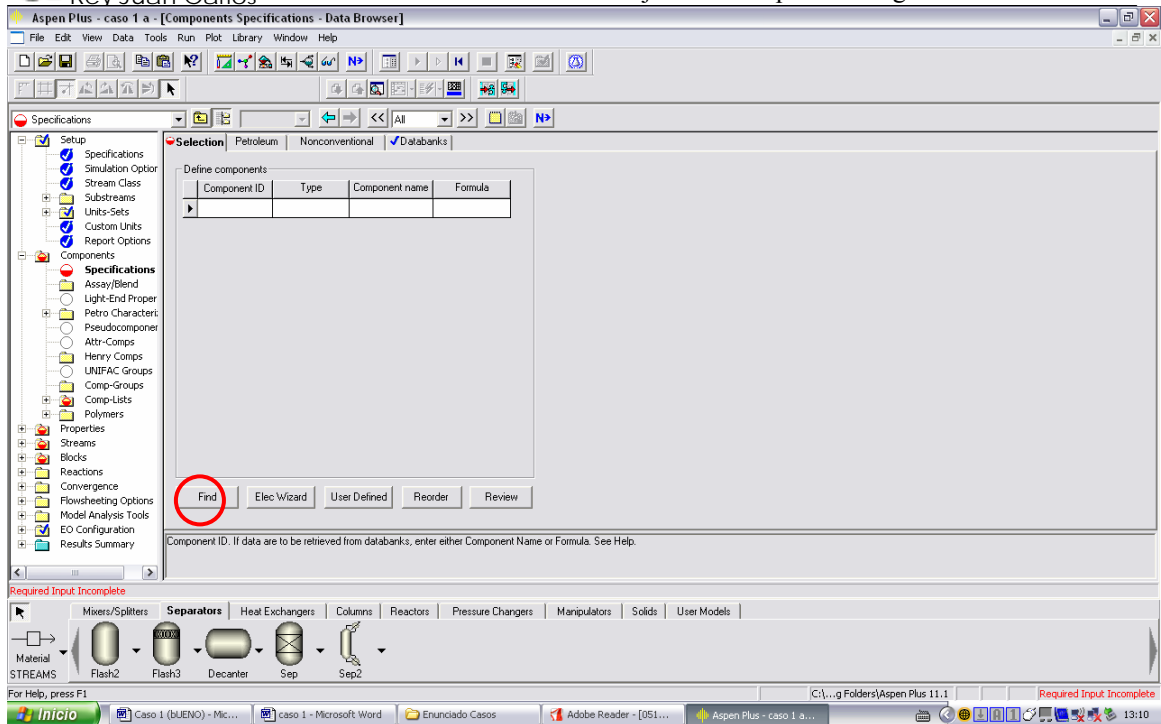 Rey Juan Carlos
Aspen Plus - caso 1 a - [Components Specifications - Data Browser]
File Edit View Data Tools Run Plot Library Window Help
N>
Specifications
<< All >> N>
Setup
Specifications
Simulation Option
Stream Class
Substreams
Units-Sets
Custom Units
Report Options
Components
Specifications
Assay/Blend
Light-End Proper
Petro Characteri
Pseudocomponer
Attr-Comps
Henry Comps
UNIFAC Groups
Comp-Groups
Comp-Lists
Polymers
Properties
Streams
Blocks
Reactions
Convergence
Flowsheeting Options
Model Analysis Tools
EO Configuration
Results Summary
Selection Petroleum Nonconventional Databanks
Define components
Component ID Type Component name Formula
Find Elec Wizard User Defined Reorder Review
Component ID. If data are to be retrieved from databanks, enter either Component Name or Formula. See Help.
Required Input Incomplete
Mixers/Splitters Separators Heat Exchangers Columns Reactors Pressure Changers Manipulators Solids User Models
Material
STREAMS Flash2 Flash3 Decanter Sep Sep2
For Help, press F1 C:\...g Folders\Aspen Plus 11.1 Required Input Incomplete
Inicio Caso 1 (bUENO) - Mic... caso 1 - Microsoft Word Enunciado Casos Adobe Reader - [051... Aspen Plus - caso 1 a... 13:10